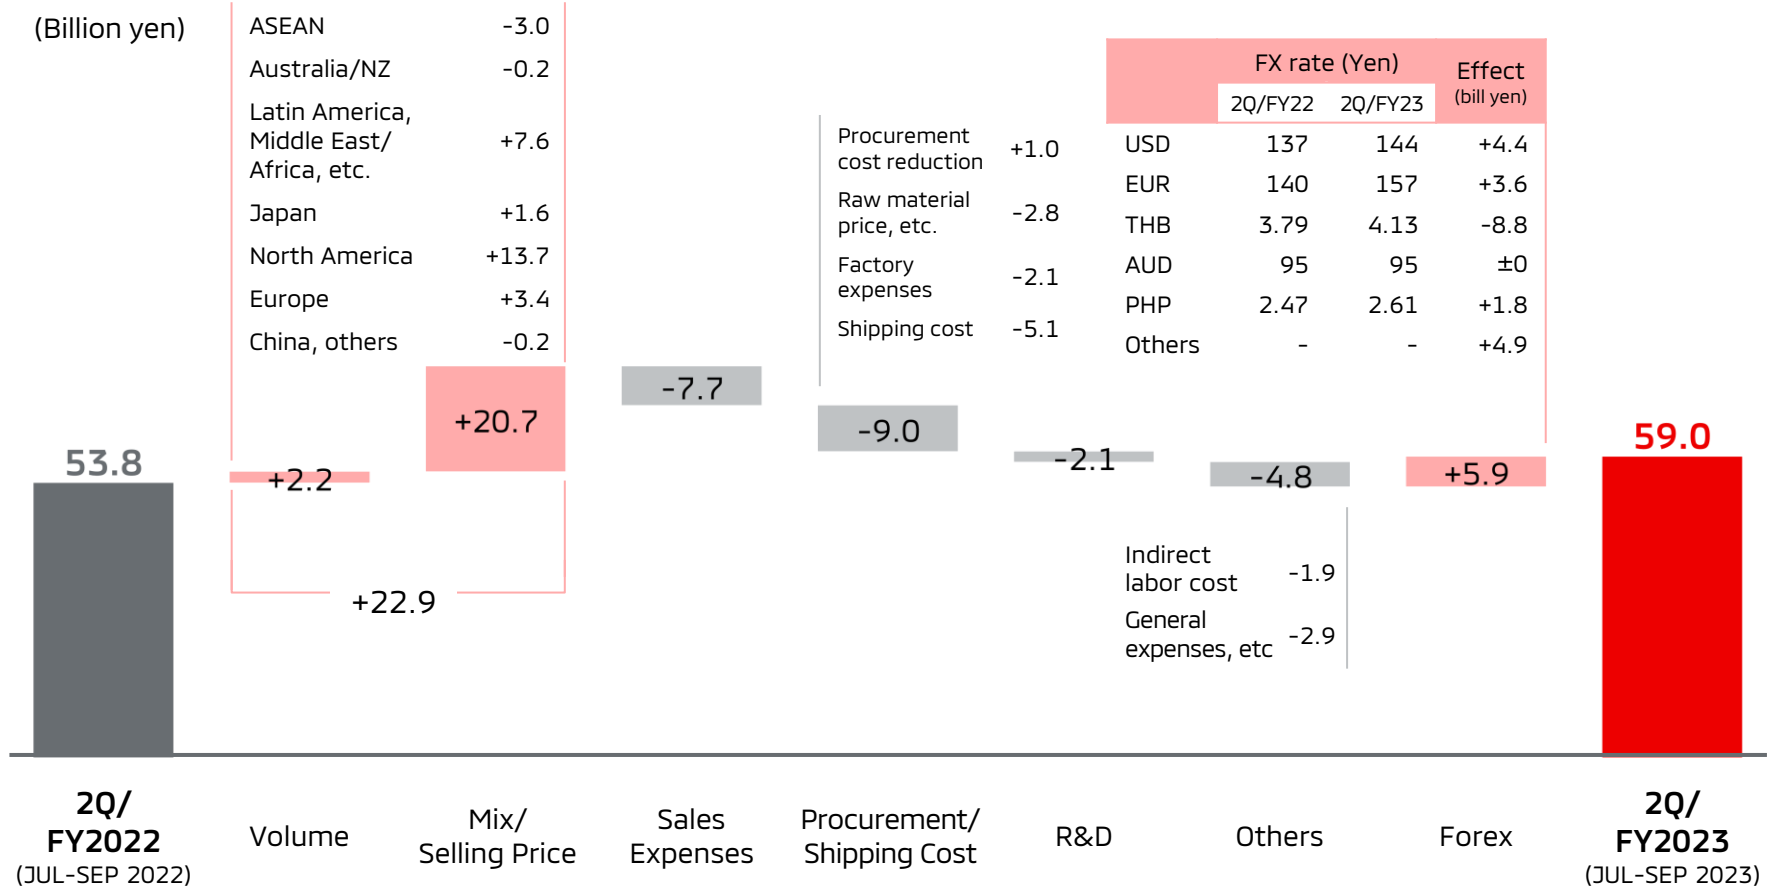 (Billion yen)
ASEAN -3.0
Australia/NZ -0.2
Latin America,
Middle East/ +7.6
Africa, etc.
Japan +1.6
North America +13.7
Europe +3.4
China, others -0.2
Procurement
cost reduction +1.0
Raw material
price, etc. -2.8
Factory
expenses -2.1
Shipping cost -5.1
FX rate (Yen) Effect
2Q/FY22 2Q/FY23 (bill yen)
USD 137 144 +4.4
EUR 140 157 +3.6
THB 3.79 4.13 -8.8
AUD 95 95 ±0
PHP 2.47 2.61 +1.8
Others - - +4.9
53.8
+2.2
+20.7
-7.7
-9.0
-2.1
-4.8
+5.9
59.0
+22.9
Indirect
labor cost -1.9
General
expenses, etc -2.9
2Q/
FY2022
(JUL-SEP 2022)
Volume
Mix/
Selling Price
Sales
Expenses
Procurement/
Shipping Cost
R&D
Others
Forex
2Q/
FY2023
(JUL-SEP 2023)